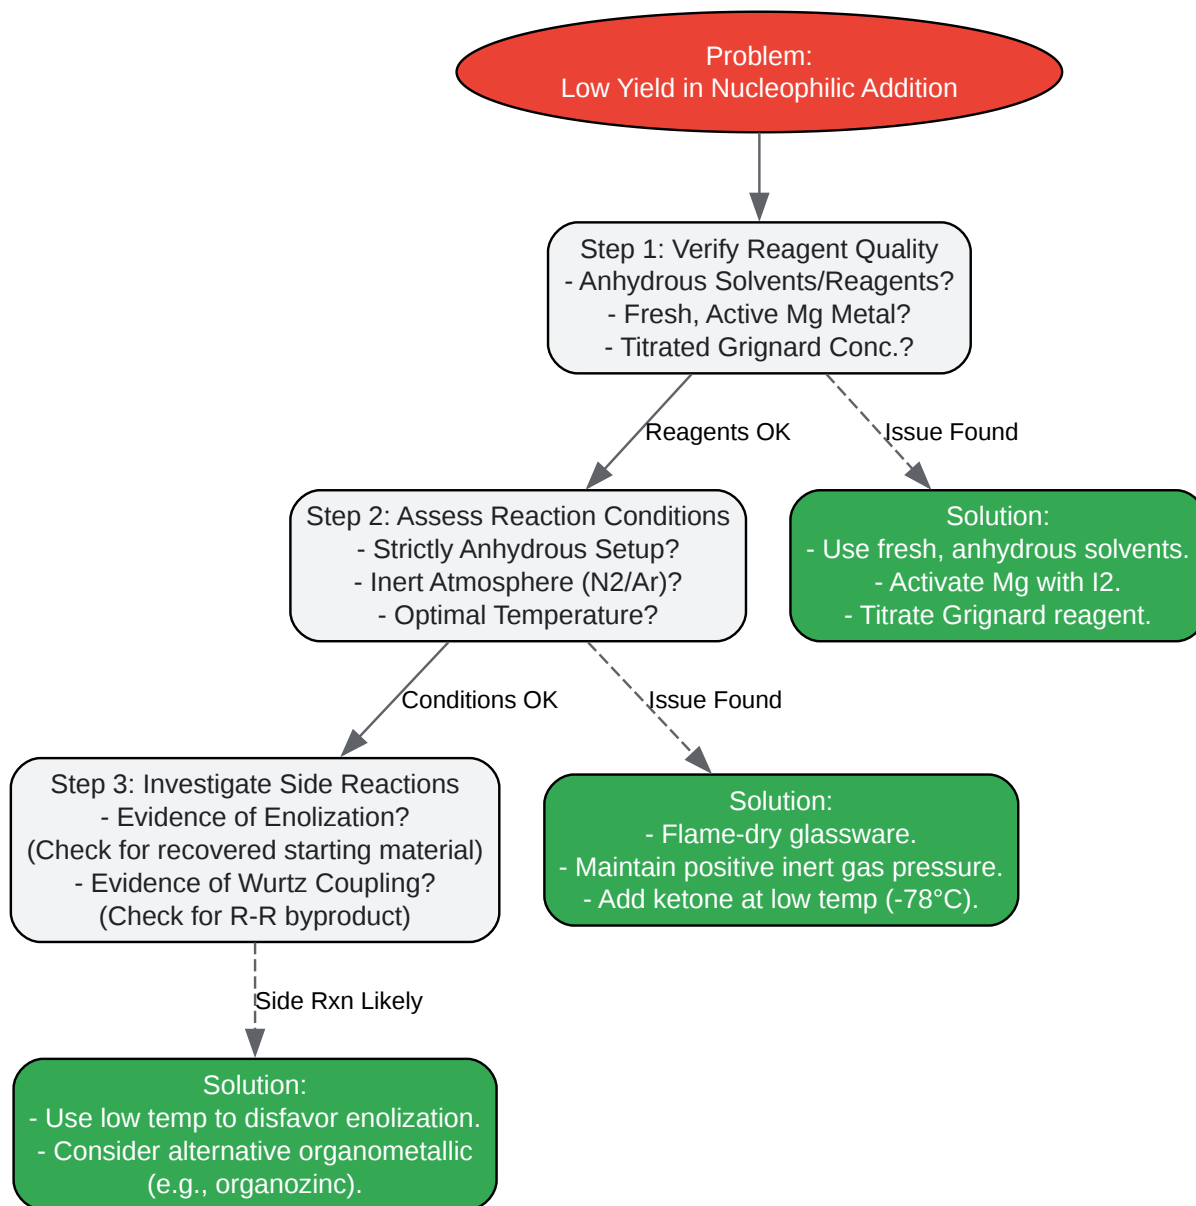 Problem:
Low Yield in Nucleophilic Addition
Step 1: Verify Reagent Quality
- Anhydrous Solvents/Reagents?
- Fresh, Active Mg Metal?
- Titrated Grignard Conc.?
Reagents OK
Issue Found
Step 2: Assess Reaction Conditions
- Strictly Anhydrous Setup?
- Inert Atmosphere (N2/Ar)?
- Optimal Temperature?
Solution:
- Use fresh, anhydrous solvents.
- Activate Mg with I2.
- Titrate Grignard reagent.
Conditions OK
Issue Found
Step 3: Investigate Side Reactions
- Evidence of Enolization?
(Check for recovered starting material)
- Evidence of Wurtz Coupling?
(Check for R-R byproduct)
Solution:
- Flame-dry glassware.
- Maintain positive inert gas pressure.
- Add ketone at low temp (-78°C).
Side Rxn Likely
Solution:
- Use low temp to disfavor enolization.
- Consider alternative organometallic
(e.g., organozinc).